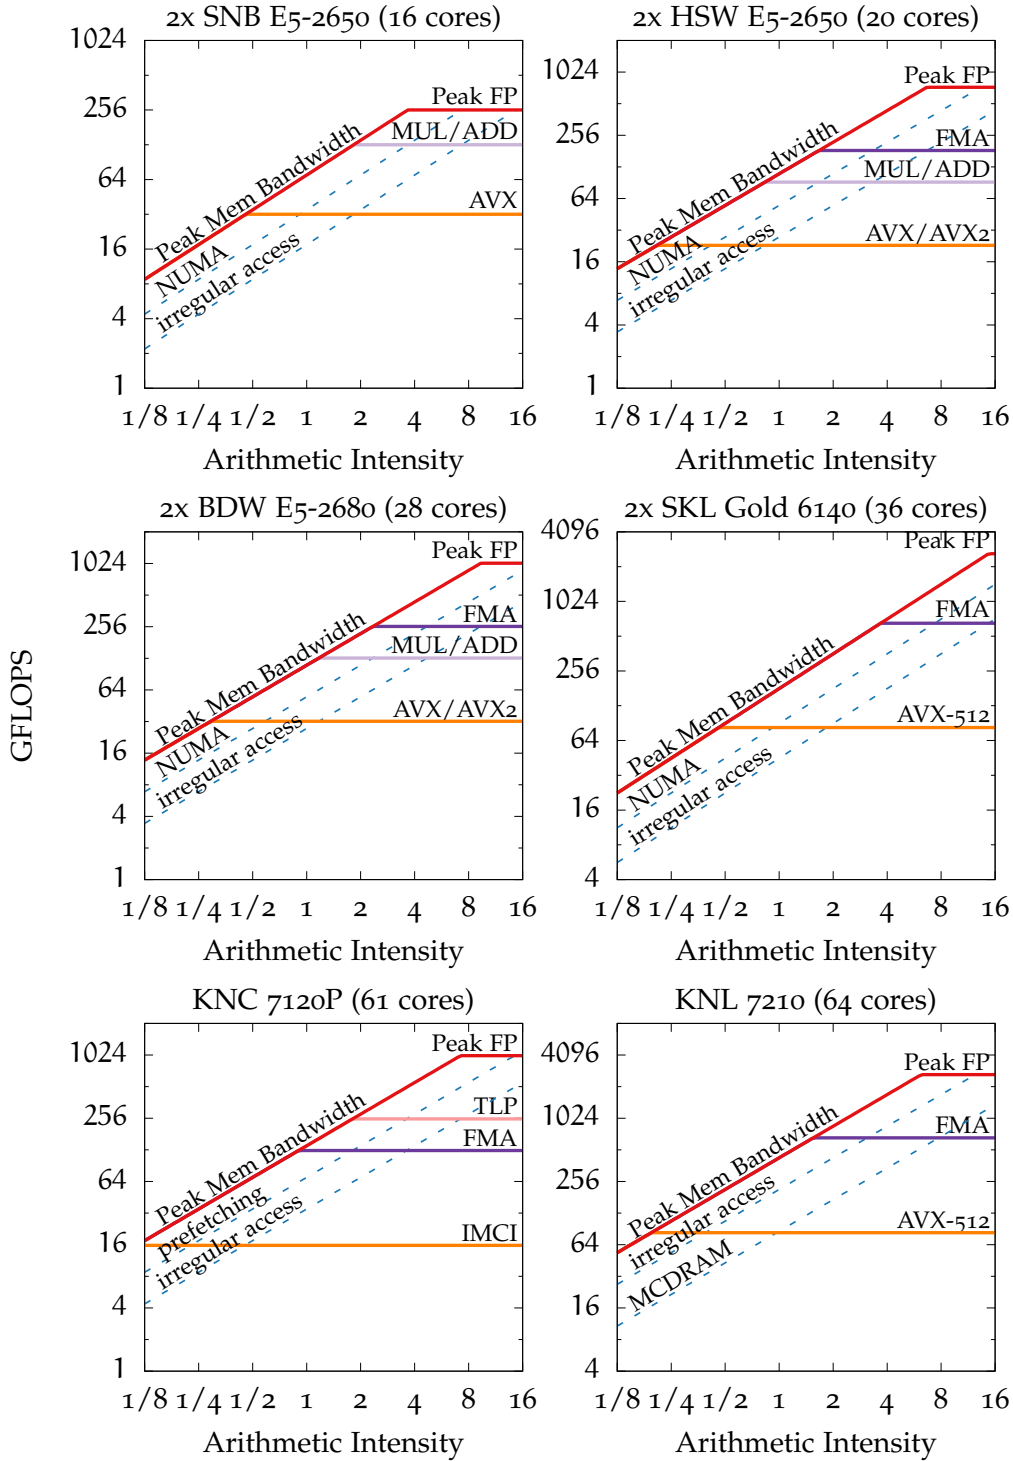 2x SNB E5-2650 (16 cores)
1024
256
64
16
4
1
Peak FP
MUL/ADD
AVX
Peak Mem Bandwidth
NUMA
irregular access
1/8 1/4 1/2 1 2 4 8 16
Arithmetic Intensity
2x HSW E5-2650 (20 cores)
1024
256
64
16
4
1
Peak FP
FMA
MUL/ADD
AVX/AVX2
Peak Mem Bandwidth
NUMA
irregular access
1/8 1/4 1/2 1 2 4 8 16
Arithmetic Intensity
GFLOPS
2x BDW E5-2680 (28 cores)
1024
256
64
16
4
1
Peak FP
FMA
MUL/ADD
AVX/AVX2
Peak Mem Bandwidth
NUMA
irregular access
1/8 1/4 1/2 1 2 4 8 16
Arithmetic Intensity
2x SKL Gold 6140 (36 cores)
4096
1024
256
64
16
4
Peak FP
FMA
AVX-512
Peak Mem Bandwidth
NUMA
irregular access
1/8 1/4 1/2 1 2 4 8 16
Arithmetic Intensity
KNC 7120P (61 cores)
1024
256
64
16
4
1
Peak FP
TLP
FMA
IMCI
Peak Mem Bandwidth
prefetching
irregular access
1/8 1/4 1/2 1 2 4 8 16
Arithmetic Intensity
KNL 7210 (64 cores)
4096
1024
256
64
16
4
Peak FP
FMA
AVX-512
Peak Mem Bandwidth
irregular access
MCDRAM
1/8 1/4 1/2 1 2 4 8 16
Arithmetic Intensity